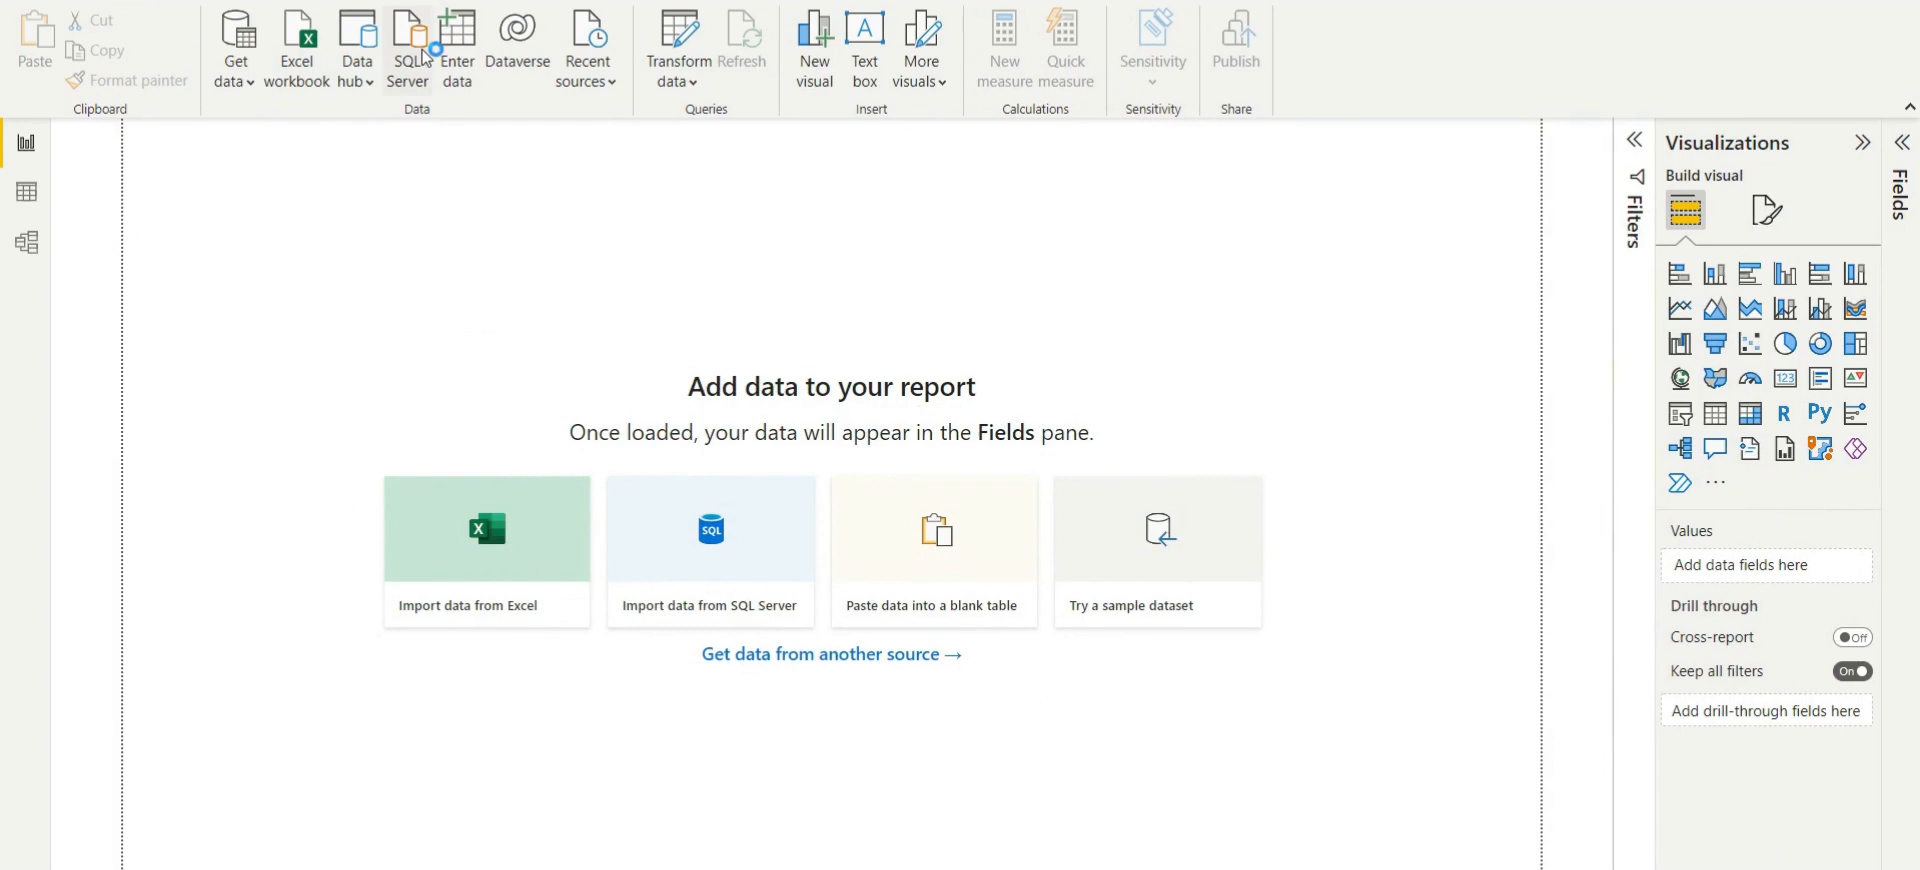 Paste
Cut
Copy
Format painter
Clipboard
Get data
Excel workbook
Data hub
SQL Server
Enter data
Dataverse
Recent sources
Data
Transform data
Refresh
Queries
New visual
Text box
More visuals
Insert
New measure
Quick measure
Calculations
Sensitivity
Sensitivity
Publish
Share
Add data to your report
Once loaded, your data will appear in the Fields pane.
SQL
Import data from Excel
Import data from SQL Server
Paste data into a blank table
Try a sample dataset
Get data from another source →
Filters
Visualizations
Build visual
123
R
Py
...
Values
Add data fields here
Drill through
Cross-report
Off
Keep all filters
On
Add drill-through fields here
Fields